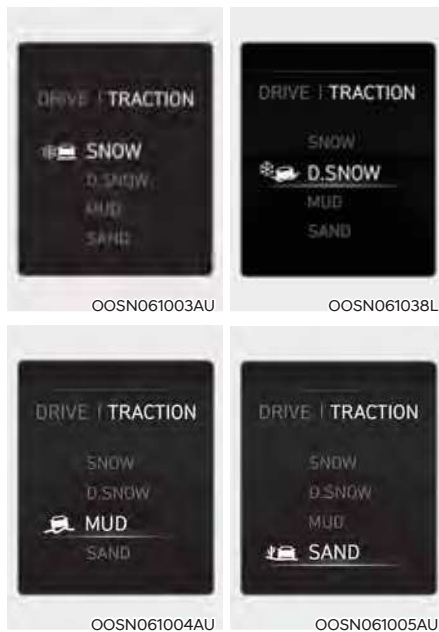 DRIVE | TRACTION
SNOW
D.SNOW
MUD
SAND
OOSN061003AU
DRIVE | TRACTION
SNOW
D.SNOW
MUD
SAND
OOSN061038L
DRIVE | TRACTION
SNOW
D.SNOW
MUD
SAND
OOSN061004AU
DRIVE | TRACTION
SNOW
D.SNOW
MUD
SAND
OOSN061005AU